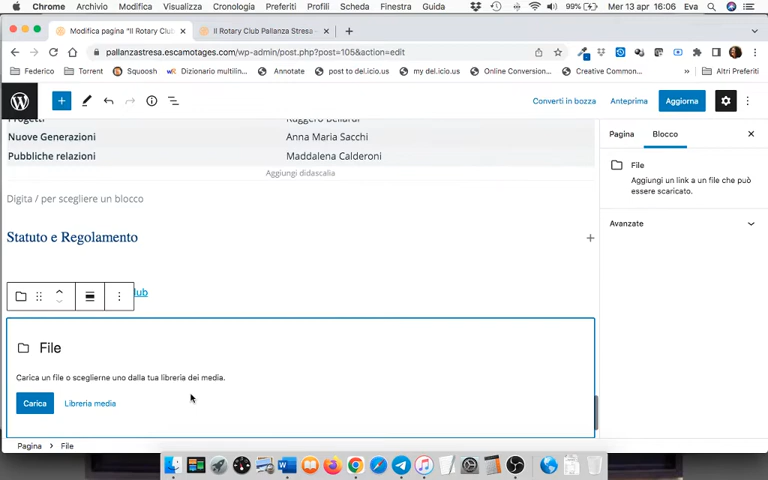 Chrome Archivio Modifica Visualizza Cronologia Preferiti Profili Scheda Finestra Guida 99% Mer 13 apr 16:06 Eva
Modifica pagina "Il Rotary Club
Il Rotary Club Pallanza Stresa
pallanzastresa.escamotages.com/wp-admin/post.php?post=105&action=edit
Federico Torrent Squoosh Dizionario multilin... Annotate post to del.icio.us my del.icio.us Online Conversion... Creative Common... » Altri Preferiti
Converti in bozza Anteprima Aggiorna
Progetti Ruggero Bellardi
Nuove Generazioni Anna Maria Sacchi
Pubbliche relazioni Maddalena Calderoni
Aggiungi didascalia
Digita / per scegliere un blocco
Statuto e Regolamento
lub
File
Carica un file o sceglierne uno dalla tua libreria dei media.
Carica Libreria media
Pagina Blocco
File
Aggiungi un link a un file che può
essere scaricato.
Avanzate
Pagina > File